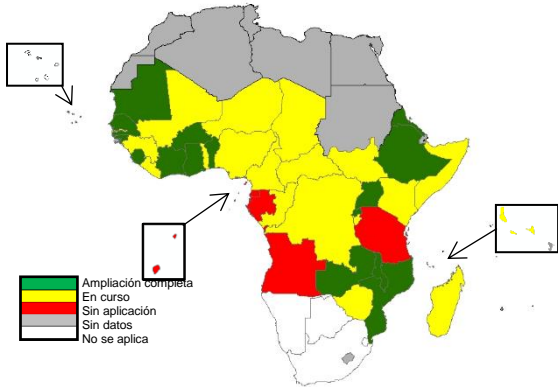 Ampliación completa
En curso
Sin aplicación
Sin datos
No se aplica